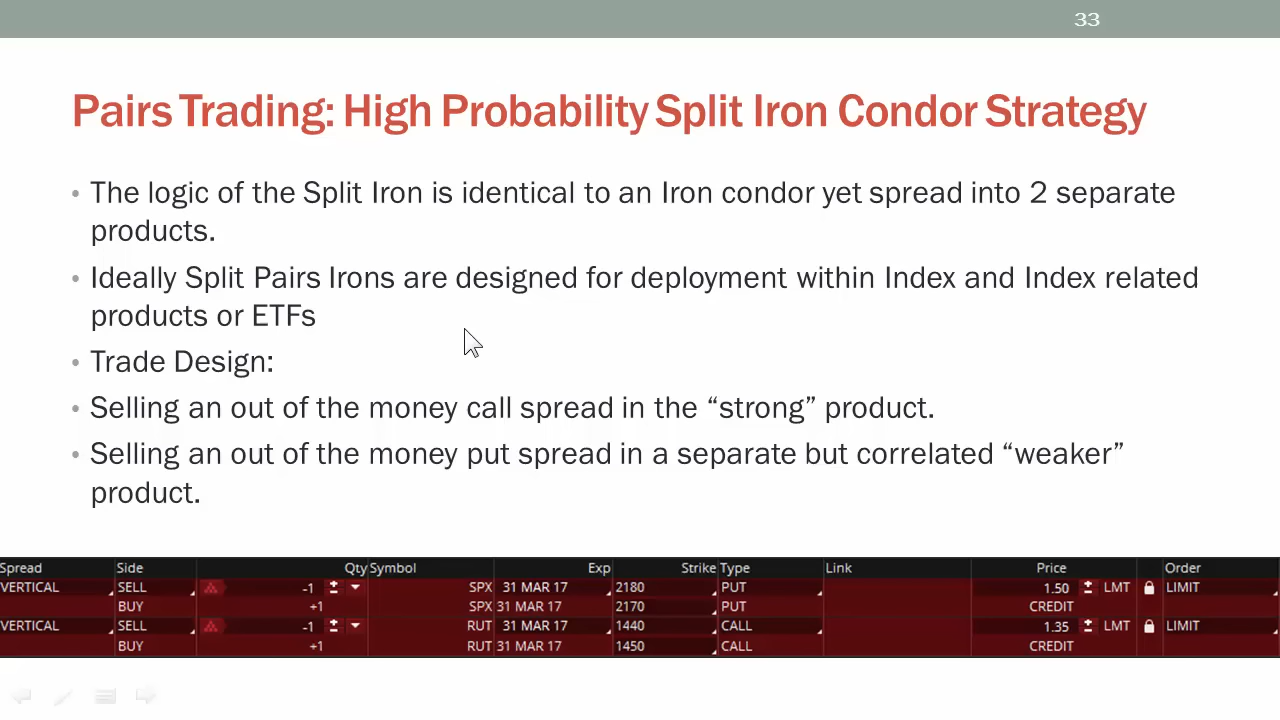 33
Pairs Trading: High Probability Split Iron Condor Strategy
• The logic of the Split Iron is identical to an Iron condor yet spread into 2 separate
products.
• Ideally Split Pairs Irons are designed for deployment within Index and Index related
products or ETFs
• Trade Design:
• Selling an out of the money call spread in the “strong” product.
• Selling an out of the money put spread in a separate but correlated “weaker”
product.
Spread Side Qty Symbol Exp Strike Type Link Price Order
VERTICAL SELL -1 SPX 31 MAR 17 2180 PUT 1.50 LMT LIMIT
BUY +1 SPX 31 MAR 17 2170 PUT CREDIT
VERTICAL SELL -1 RUT 31 MAR 17 1440 CALL 1.35 LMT LIMIT
BUY +1 RUT 31 MAR 17 1450 CALL CREDIT